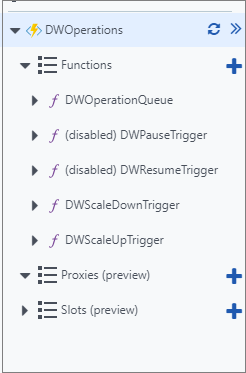 DWOperations
Functions
DWOperationQueue
(disabled) DWPauseTrigger
(disabled) DWResumeTrigger
DWScaleDownTrigger
DWScaleUpTrigger
Proxies (preview)
Slots (preview)